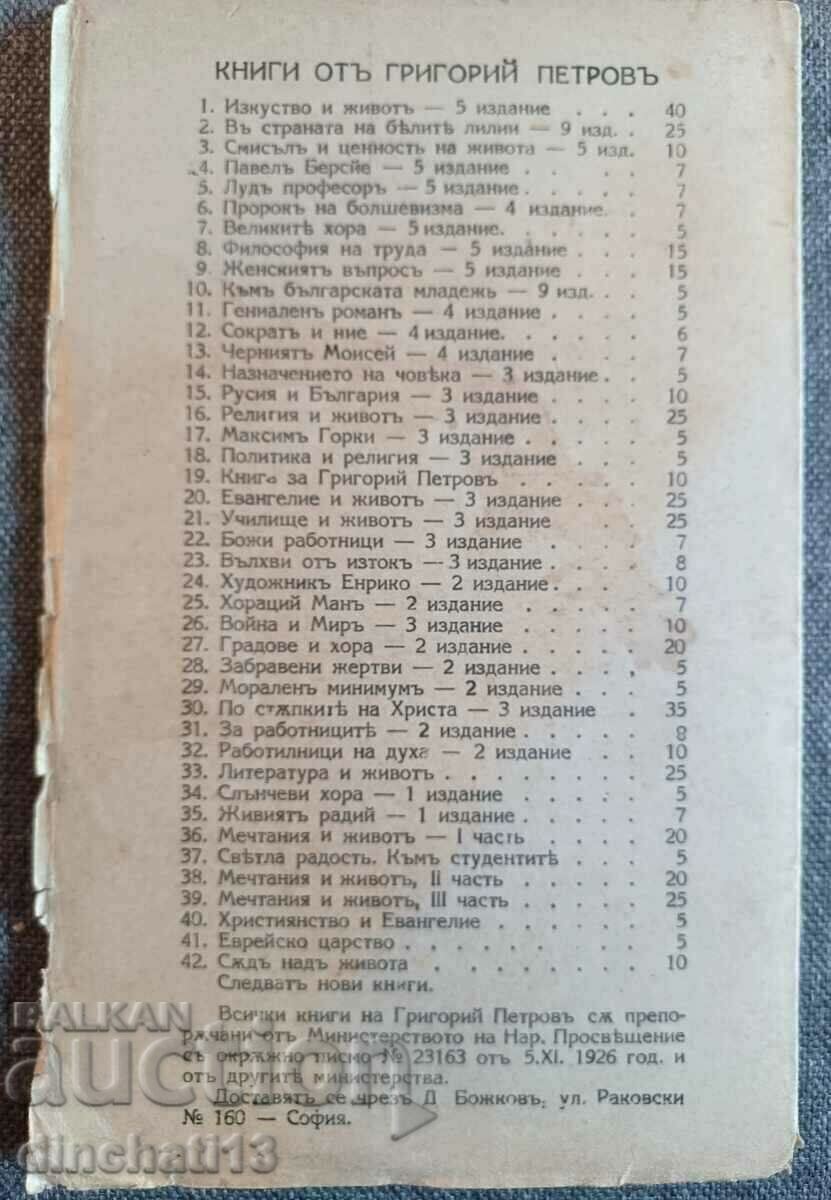 КНИГИ ОТЪ ГРИГОРИЙ ПЕТРОВЪ
1. Изкуство и животъ — 5 издание . . . 40
2. Въ страната на бѣлитѣ лилии — 9 изд. . 25
3. Смисълъ и ценность на живота — 5 изд. 10
4. Павелъ Берсйе — 5 издание . . . . 7
5. Лудъ професоръ — 5 издание . . . . 7
6. Пророкъ на болшевизма — 4 издание. . 7
7. Великитѣ хора — 5 издание. . . . . 5
8. Философия на труда — 5 издание . . . 15
9. Женскиятъ въпросъ — 5 издание . . . 15
10. Къмъ българската младежь — 9 изд. . . 5
11. Гениаленъ романъ — 4 издание . . . . 5
12. Сократъ и ние — 4 издание. . . . . 6
13. Черниятъ Моисей — 4 издание . . . . 7
14. Назначението на човѣка — 3 издание. . 5
15. Русия и България — 3 издание . . . . 10
16. Религия и животъ — 3 издание. . . . 25
17. Максимъ Горки — 3 издание . . . . . 5
18. Политика и религия — 3 издание . . . 5
19. Книга за Григорий Петровъ . . . . . 10
20. Евангелие и животъ — 3 издание . . . 25
21. Училище и животъ — 3 издание . . . 25
22. Божи работници — 3 издание . . . . 7
23. Вълхви отъ изтокъ — 3 издание. . . . 8
24. Художникъ Енрико — 2 издание. . . . 10
25. Хораций Манъ — 2 издание . . . . . 7
26. Война и Миръ — 3 издание . . . . . 10
27. Градове и хора — 2 издание . . . . . 20
28. Забравени жертви — 2 издание . . . . 5
29. Мораленъ минимумъ — 2 издание . . . 5
30. По стѫпкитѣ на Христа — 3 издание . 35
31. За работницитѣ — 2 издание . . . . . 8
32. Работилници на духа — 2 издание . . . 10
33. Литература и животъ . . . . . . . . 25
34. Слънчеви хора — 1 издание . . . . . 5
35. Живиятъ радий — 1 издание . . . . . 7
36. Мечтания и животъ — I часть . . . . 20
37. Свѣтла радость. Къмъ студентитѣ . . . 5
38. Мечтания и животъ, II часть . . . . . 20
39. Мечтания и животъ, III часть . . . . 25
40. Християнство и Евангелие . . . . . . 5
41. Еврейско царство . . . . . . . . . 5
42. Сѫдъ надъ живота . . . . . . . . 10
Следватъ нови книги.
Всички книги на Григорий Петровъ сѫ препо-
рѫчани отъ Министерството на Нар. Просвѣщение
съ окрѫжно писмо № 23163 отъ 5.XI. 1926 год. и
отъ другитѣ министерства.
Доставятъ се чрезъ Д Божковъ, ул. Раковски
№ 160 — София.
BALKAN
auction
dinchati13